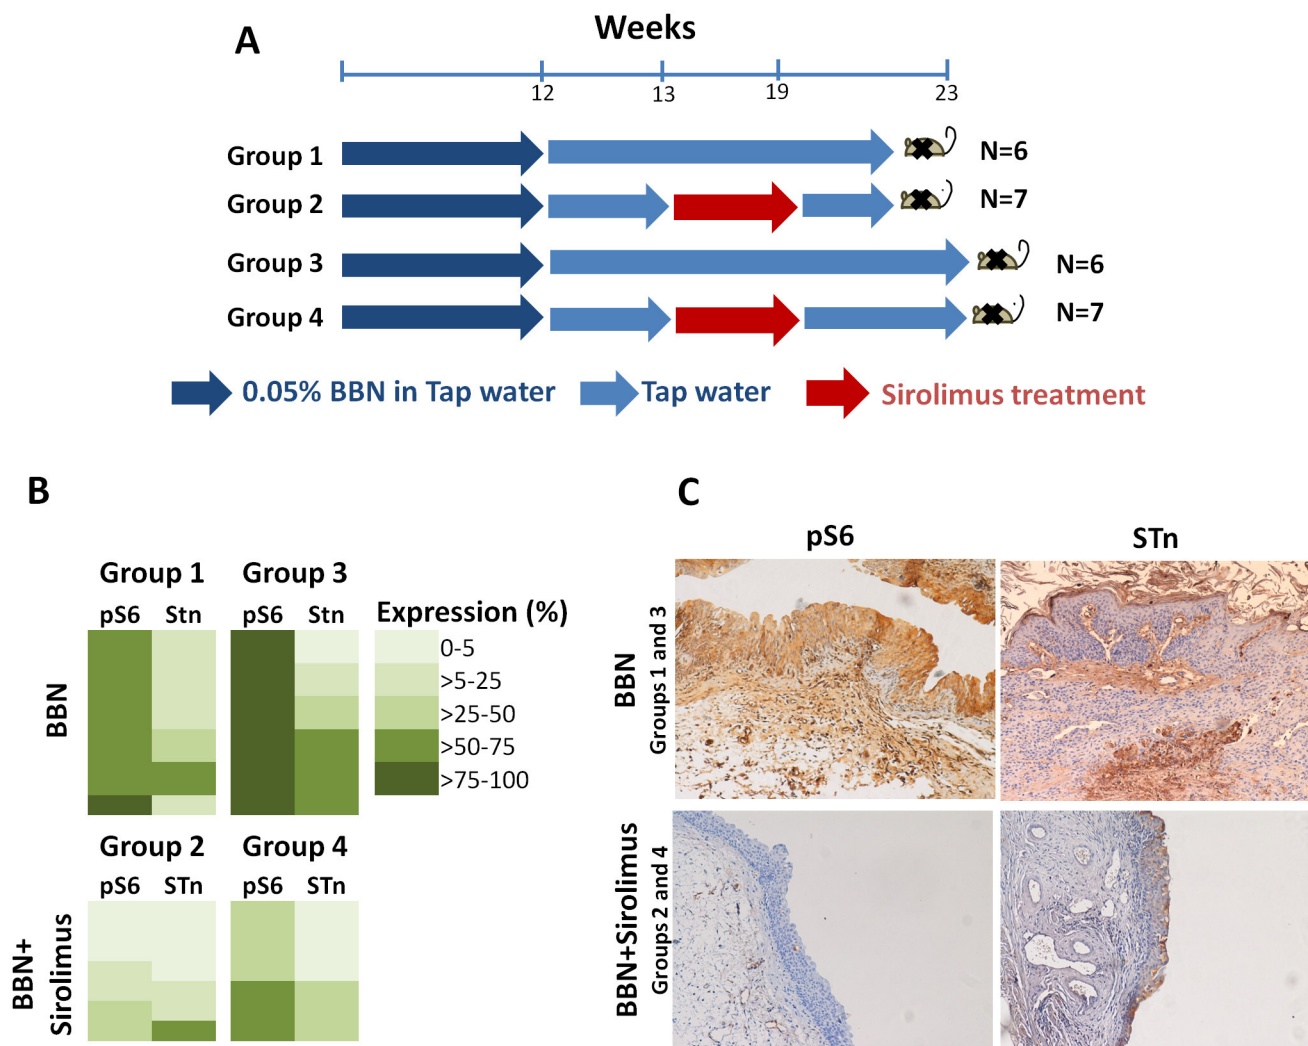 A
Weeks
12 13 19 23
Group 1 N=6
Group 2 N=7
Group 3 N=6
Group 4 N=7
0.05% BBN in Tap water Tap water Sirolimus treatment
B
Group 1 Group 3
pS6 Stn pS6 Stn Expression (%)
0-5
>5-25
>25-50
>50-75
>75-100
BBN
Group 2 Group 4
pS6 STn pS6 STn
BBN+
Sirolimus
C
pS6 STn
BBN
Groups 1 and 3
BBN+Sirolimus
Groups 2 and 4